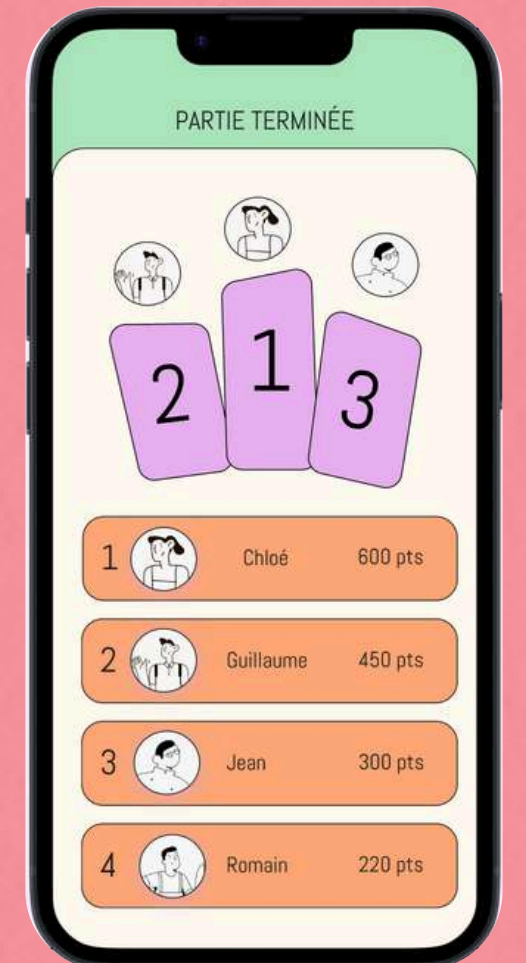 PARTIE TERMINÉE
2 1 3
1 Chloé 600 pts
2 Guillaume 450 pts
3 Jean 300 pts
4 Romain 220 pts